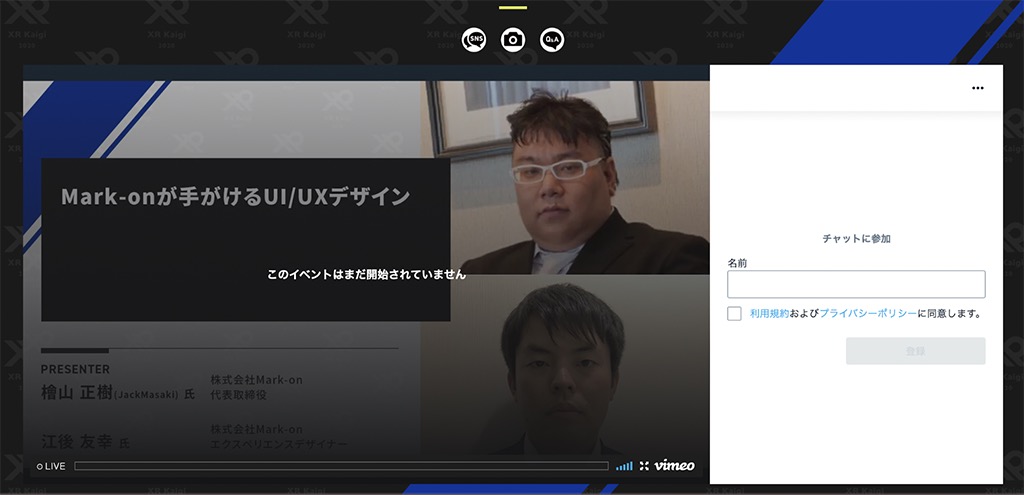 XR Kaigi
2020
SNS
Q&A
Mark-onが手がけるUI/UXデザイン
このイベントはまだ開始されていません
PRESENTER
檜山 正樹(JackMasaki) 氏
株式会社Mark-on
代表取締役
江後 友幸 氏
株式会社Mark-on
エクスペリエンスデザイナー
LIVE
vimeo
チャットに参加
名前
利用規約およびプライバシーポリシーに同意します。
登録